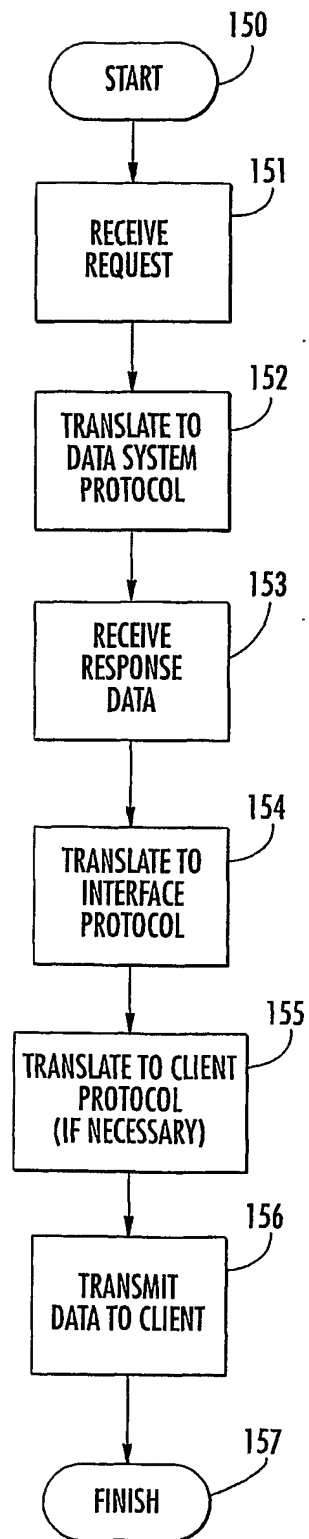 150
START
151
RECEIVE
REQUEST
152
TRANSLATE TO
DATA SYSTEM
PROTOCOL
153
RECEIVE
RESPONSE
DATA
154
TRANSLATE TO
INTERFACE
PROTOCOL
155
TRANSLATE TO CLIENT
PROTOCOL
(IF NECESSARY)
156
TRANSMIT
DATA TO CLIENT
157
FINISH